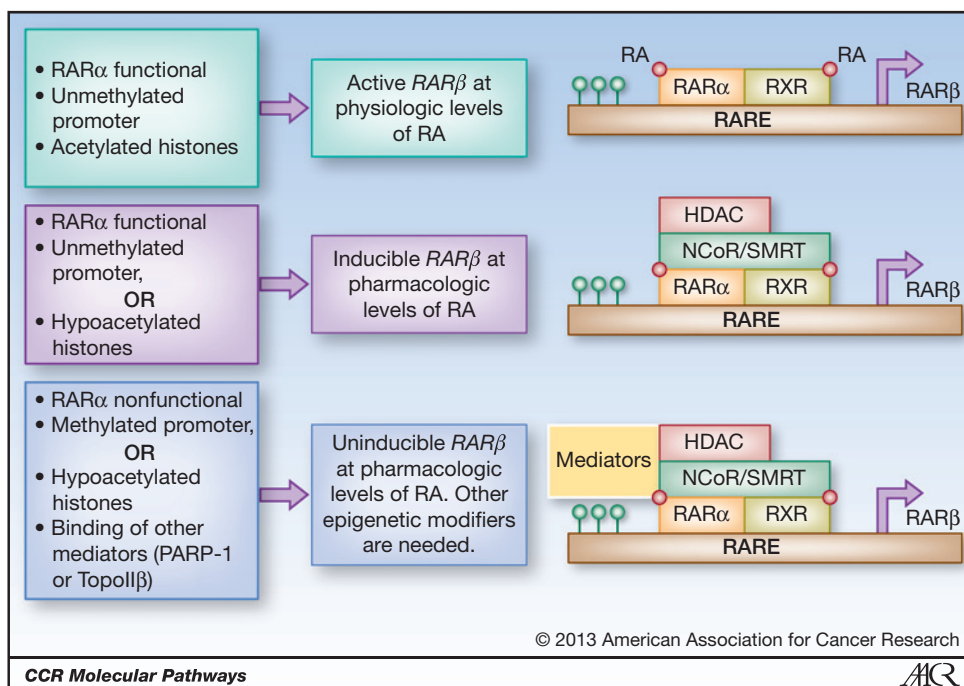 • RARα functional
• Unmethylated
promoter
• Acetylated histones
Active RARβ at
physiologic levels
of RA
RA
RA
RARα
RXR
RARβ
RARE
• RARα functional
• Unmethylated
promoter,
OR
• Hypoacetylated
histones
Inducible RARβ at
pharmacologic
levels of RA
HDAC
NCoR/SMRT
RARα
RXR
RARβ
RARE
• RARα nonfunctional
• Methylated promoter,
OR
• Hypoacetylated
histones
• Binding of other
mediators (PARP-1
or TopoIIβ)
Uninducible RARβ
at pharmacologic
levels of RA. Other
epigenetic modifiers
are needed.
Mediators
HDAC
NCoR/SMRT
RARα
RXR
RARβ
RARE
© 2013 American Association for Cancer Research
CCR Molecular Pathways
AACR